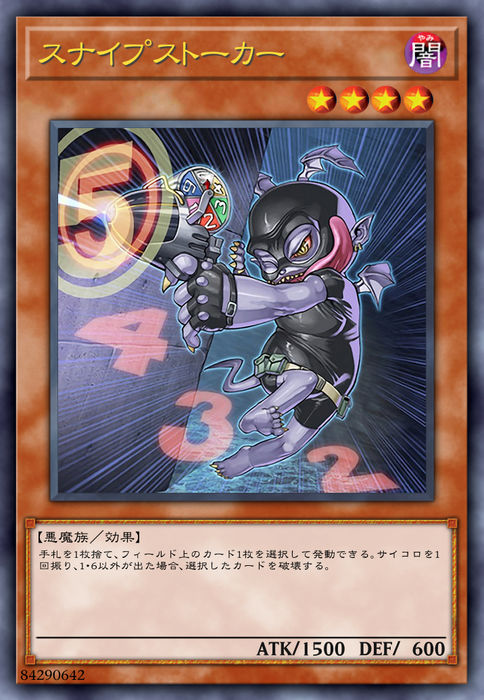 スナイプストーカー
やみ
闇
5
4
3
2
【悪魔族／効果】
手札を1枚捨て、フィールド上のカード1枚を選択して発動できる。サイコロを1
回振り、1・6以外が出た場合、選択したカードを破壊する。
ATK/1500 DEF/ 600
84290642